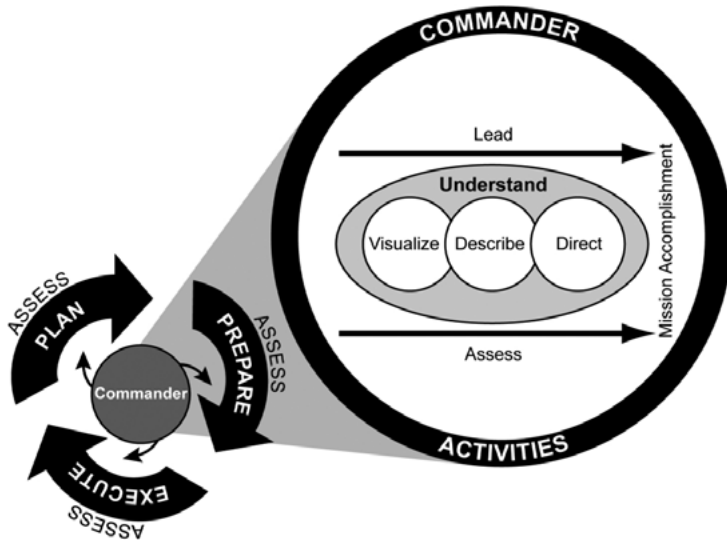 COMMANDER
Lead
Understand
Visualize
Describe
Direct
Assess
Mission Accomplishment
ACTIVITIES
ASSESS
PLAN
ASSESS
PREPARE
Commander
EXECUTE
ASSESS